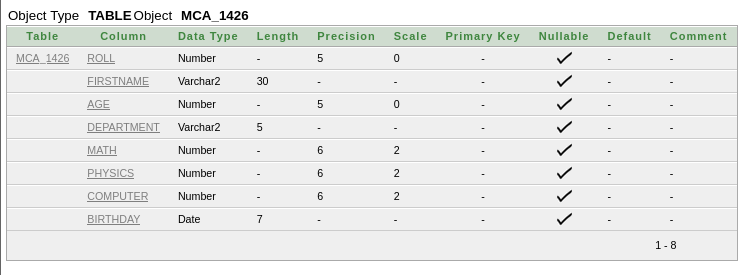 Object Type TABLE Object MCA_1426
Table Column Data Type Length Precision Scale Primary Key Nullable Default Comment
MCA_1426 ROLL Number - 5 0 - ✓ - -
FIRSTNAME Varchar2 30 - - - ✓ - -
AGE Number - 5 0 - ✓ - -
DEPARTMENT Varchar2 5 - - - ✓ - -
MATH Number - 6 2 - ✓ - -
PHYSICS Number - 6 2 - ✓ - -
COMPUTER Number - 6 2 - ✓ - -
BIRTHDAY Date 7 - - - ✓ - -
1 - 8